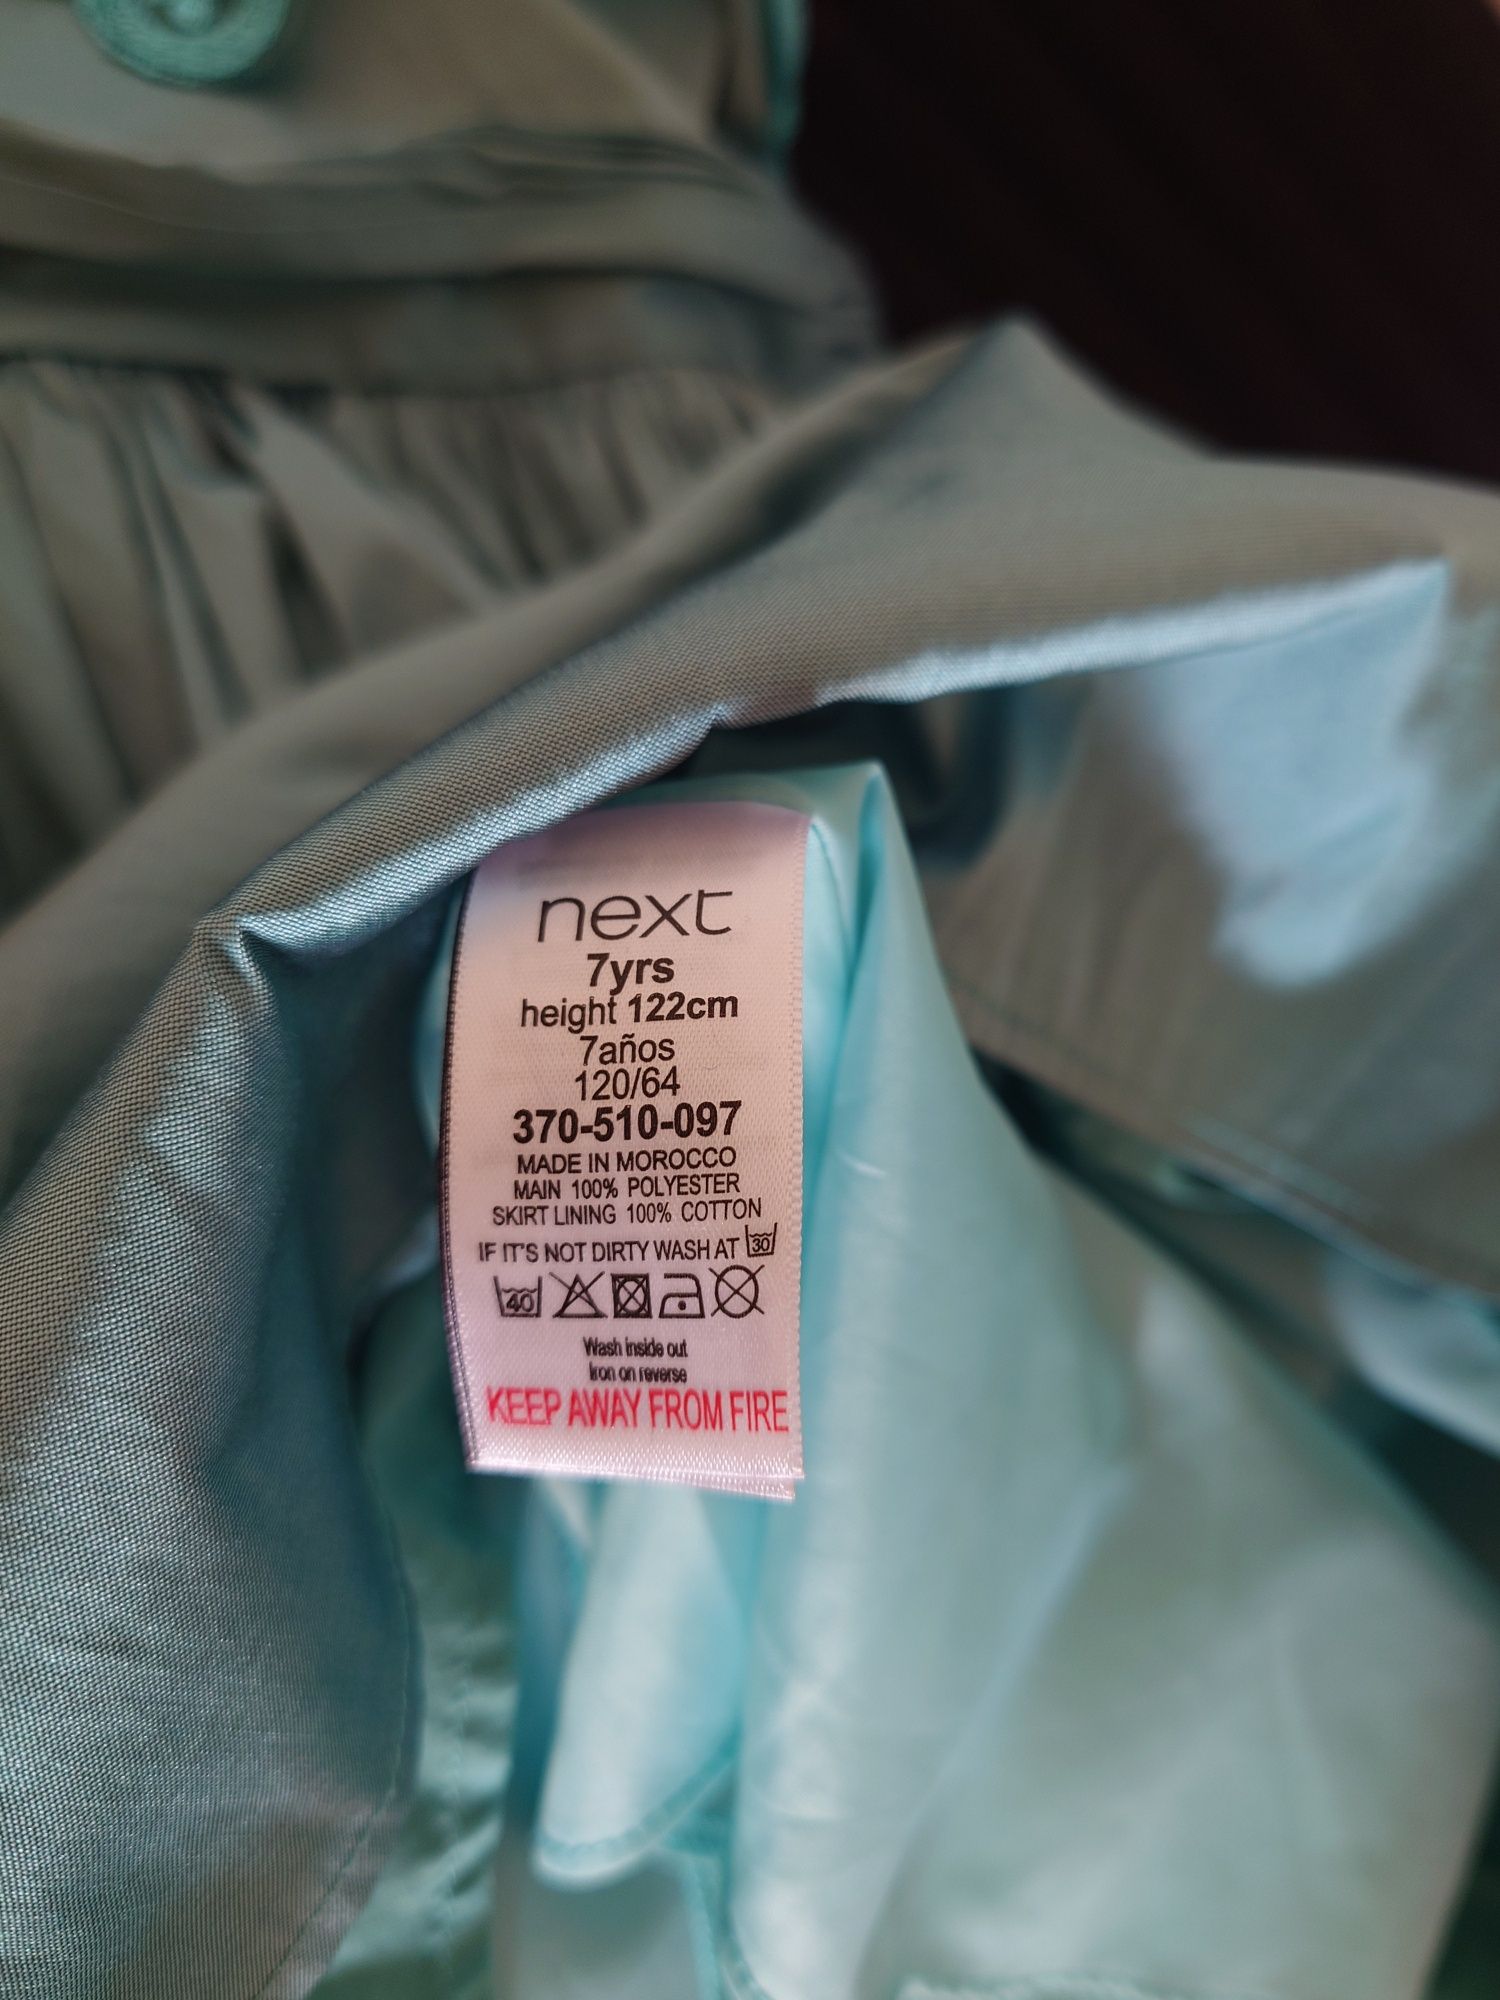 next
7yrs
height 122cm
7años
120/64
370-510-097
MADE IN MOROCCO
MAIN 100% POLYESTER
SKIRT LINING 100% COTTON
IF IT'S NOT DIRTY WASH AT 30
40
Wash inside out
Iron on reverse
KEEP AWAY FROM FIRE